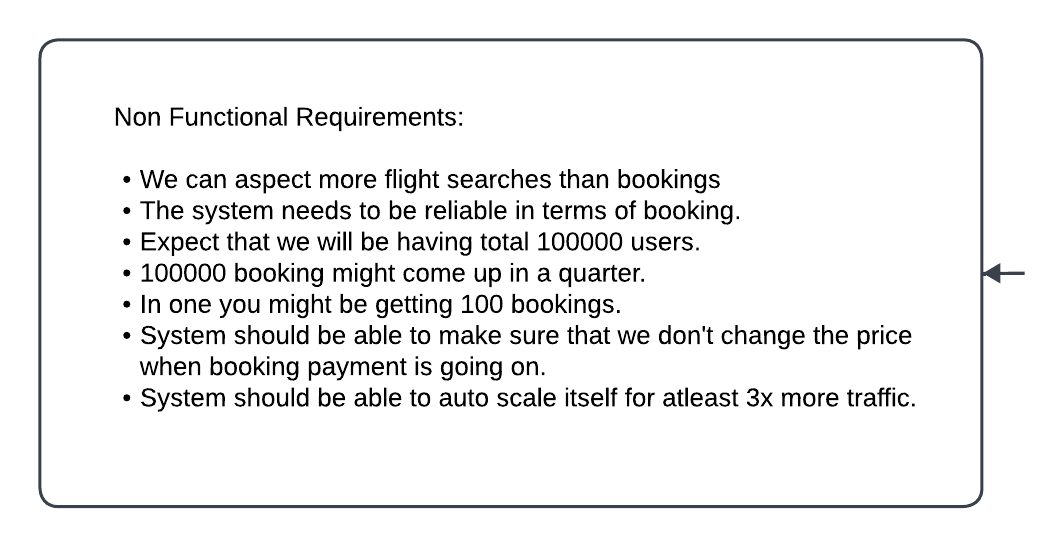 Non Functional Requirements:
• We can aspect more flight searches than bookings
• The system needs to be reliable in terms of booking.
• Expect that we will be having total 100000 users.
• 100000 booking might come up in a quarter.
• In one you might be getting 100 bookings.
• System should be able to make sure that we don't change the price
when booking payment is going on.
• System should be able to auto scale itself for atleast 3x more traffic.